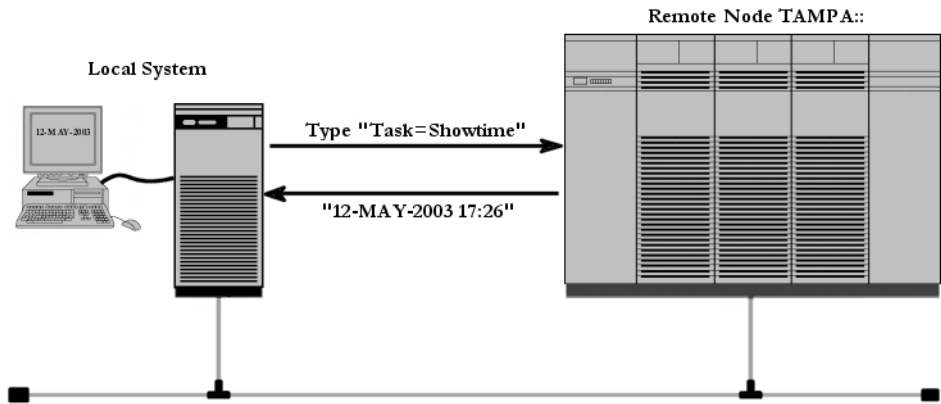 Remote Node TAMPA::
Local System
12-MAY-2003
Type "Task=Showtime"
"12-MAY-2003 17:26"